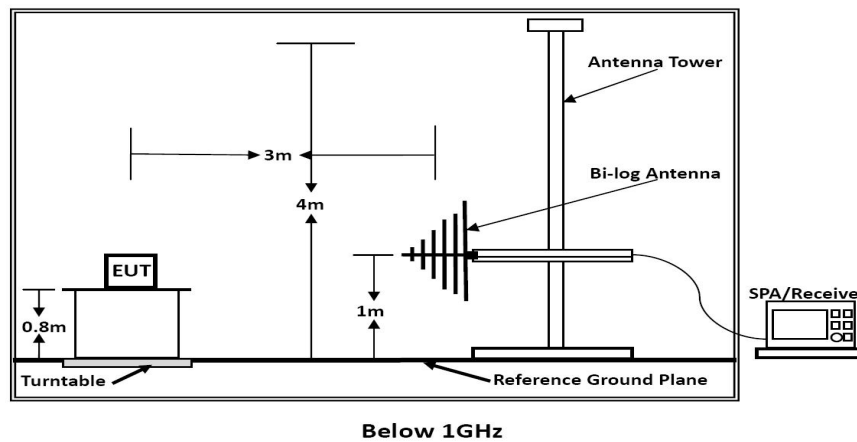 Antenna Tower
3m
Bi-log Antenna
4m
EUT
SPA/Receive
0.8m
1m
Turntable
Reference Ground Plane
Below 1GHz